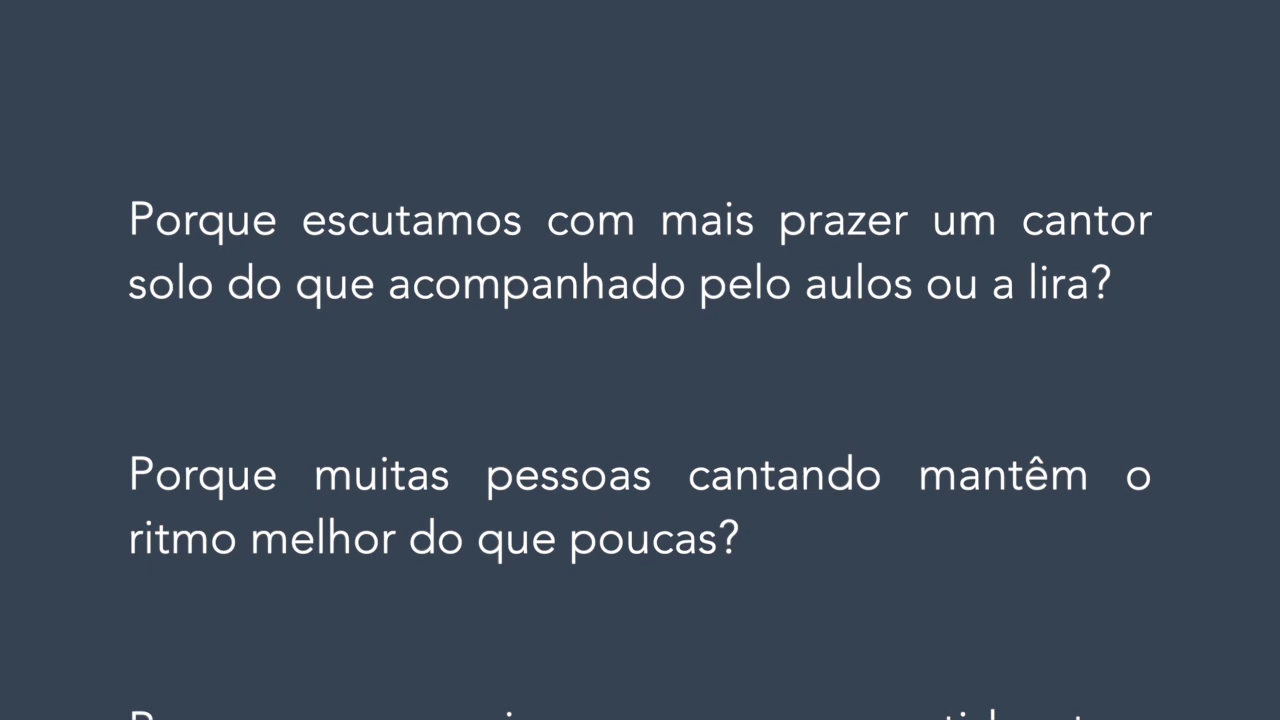 Porque escutamos com mais prazer um cantor
solo do que acompanhado pelo aulos ou a lira?
Porque muitas pessoas cantando mantêm o
ritmo melhor do que poucas?